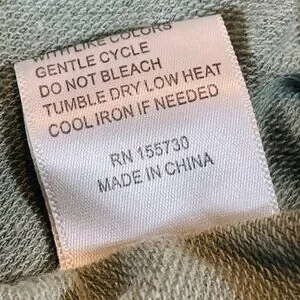 WITH LIKE COLORS
GENTLE CYCLE
DO NOT BLEACH
TUMBLE DRY LOW HEAT
COOL IRON IF NEEDED
RN 155730
MADE IN CHINA